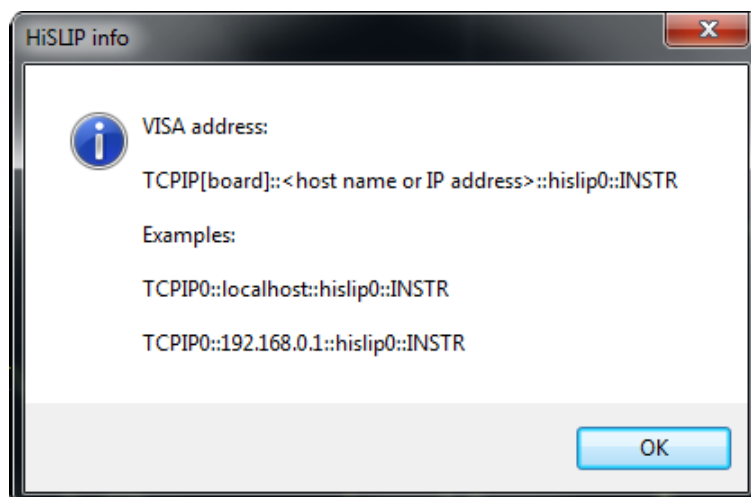 HiSLIP info
VISA address:
TCPIP[board]::<host name or IP address>::hislip0::INSTR
Examples:
TCPIP0::localhost::hislip0::INSTR
TCPIP0::192.168.0.1::hislip0::INSTR
OK